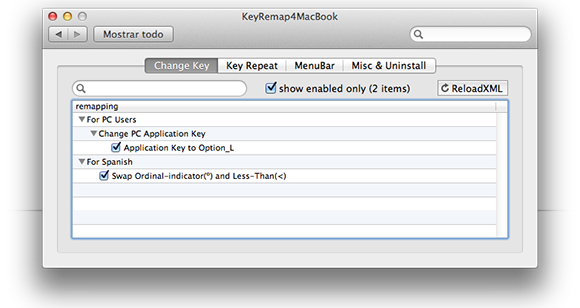 KeyRemap4MacBook
Mostrar todo
Change Key Key Repeat MenuBar Misc & Uninstall
show enabled only (2 items) ReloadXML
remapping
For PC Users
Change PC Application Key
Application Key to Option_L
For Spanish
Swap Ordinal-indicator(º) and Less-Than(<)